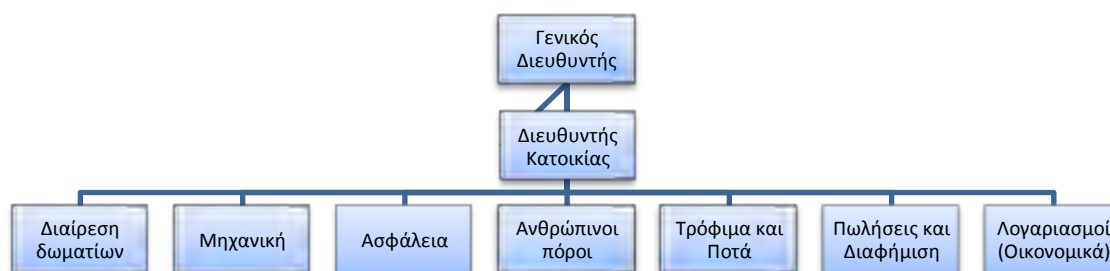 Γενικός
Διευθυντής
Διευθυντής
Κατοικίας
Διαίρεση
δωματίων
Μηχανική
Ασφάλεια
Ανθρώπινοι
πόροι
Τρόφιμα και
Ποτά
Πωλήσεις και
Διαφήμιση
Λογαριασμοί
(Οικονομικά)